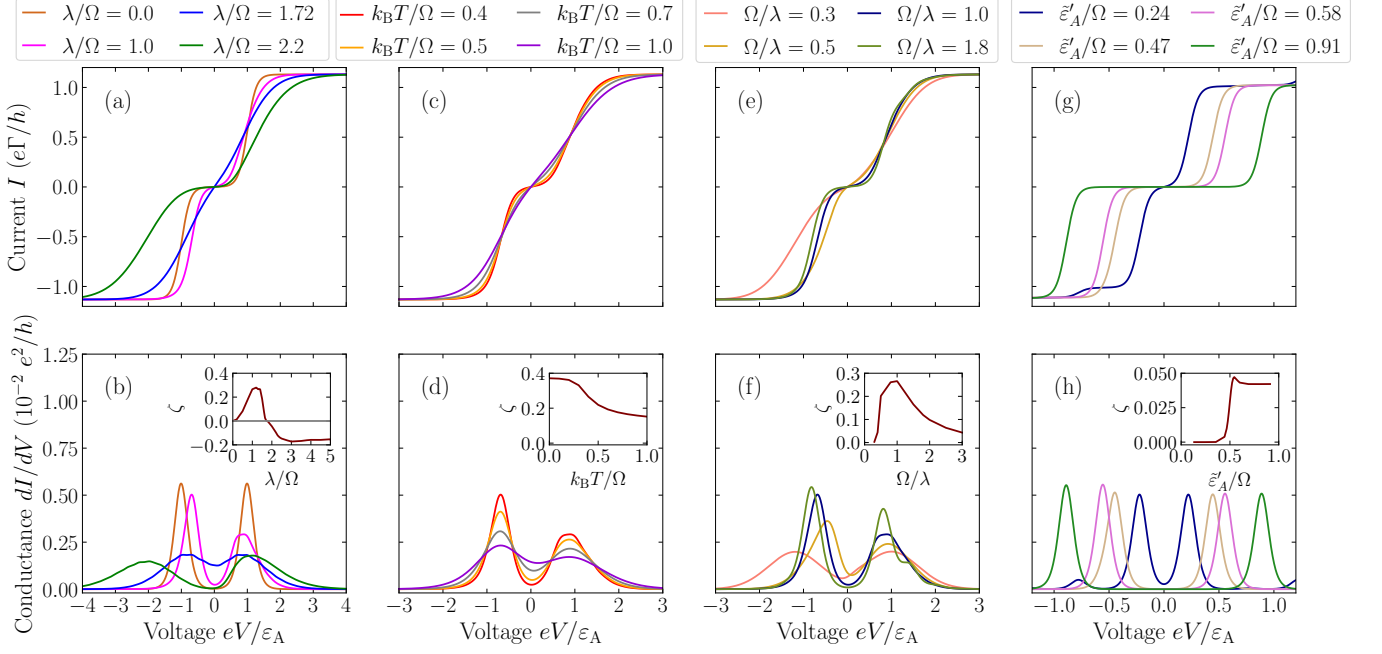 λ/Ω = 0.0 λ/Ω = 1.72
λ/Ω = 1.0 λ/Ω = 2.2
k_BT/Ω = 0.4 k_BT/Ω = 0.7
k_BT/Ω = 0.5 k_BT/Ω = 1.0
Ω/λ = 0.3 Ω/λ = 1.0
Ω/λ = 0.5 Ω/λ = 1.8
ε̃′_A/Ω = 0.24 ε̃′_A/Ω = 0.58
ε̃′_A/Ω = 0.47 ε̃′_A/Ω = 0.91
Current I (eΓ/h)
1.0
0.5
0.0
−0.5
−1.0
(a)
(c)
(e)
(g)
Conductance dI/dV (10⁻² e²/h)
1.25
1.00
0.75
0.50
0.25
0.00
(b)
ζ
0.4
0.2
0.0
−0.2
0 1 2 3 4 5
λ/Ω
−4 −3 −2 −1 0 1 2 3 4
Voltage eV/ε_A
(d)
ζ
0.4
0.2
0.0
0.0 0.5 1.0
k_BT/Ω
−3 −2 −1 0 1 2 3
Voltage eV/ε_A
(f)
ζ
0.3
0.2
0.1
0.0
0 1 2 3
Ω/λ
−3 −2 −1 0 1 2 3
Voltage eV/ε_A
(h)
ζ
0.050
0.025
0.000
0.0 0.5 1.0
ε̃′_A/Ω
−1.0 −0.5 0.0 0.5 1.0
Voltage eV/ε_A